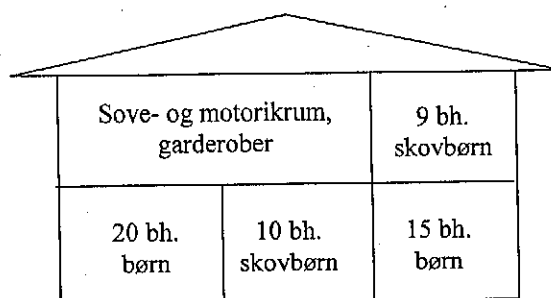 Sove- og motorikrum,
garderober
9 bh.
skovbørn
20 bh.
børn
10 bh.
skovbørn
15 bh.
børn